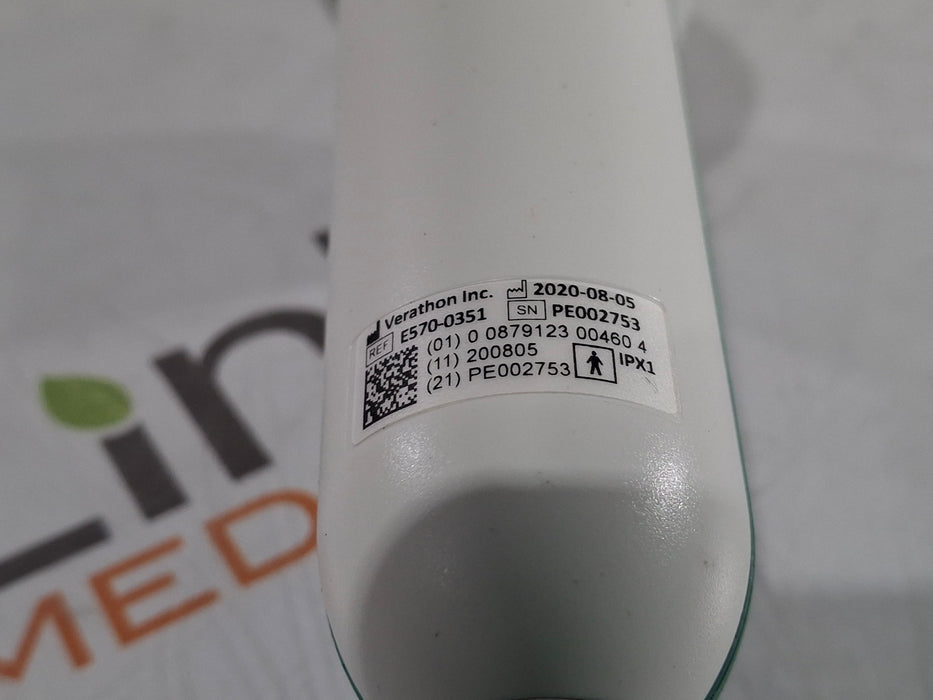 Verathon Inc. 2020-08-05
REF E570-0351 SN PE002753
(01) 0 0879123 00460 4
(11) 200805
(21) PE002753 IPX1
MED